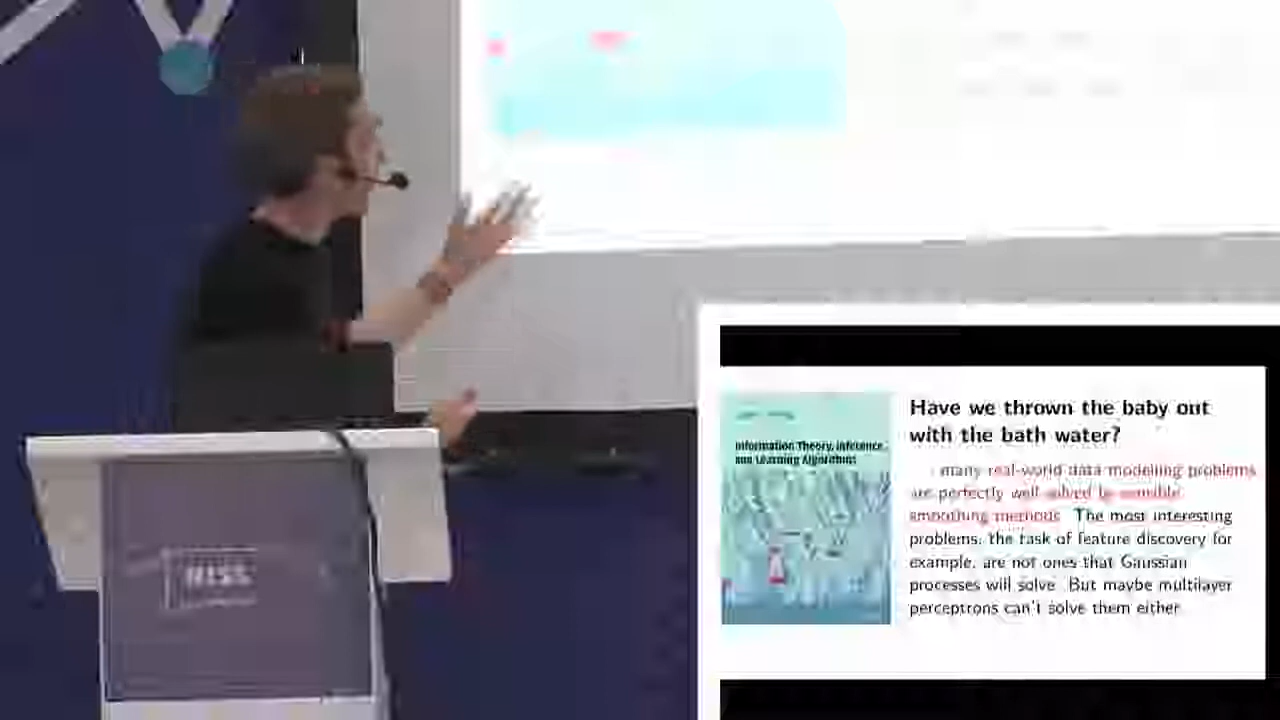 Information Theory, Inference,
and Learning Algorithms
Have we thrown the baby out
with the bath water?
many real-world data modelling problems
are perfectly well solved by sensible
smoothing methods. The most interesting
problems, the task of feature discovery for
example, are not ones that Gaussian
processes will solve. But maybe multilayer
perceptrons can't solve them either